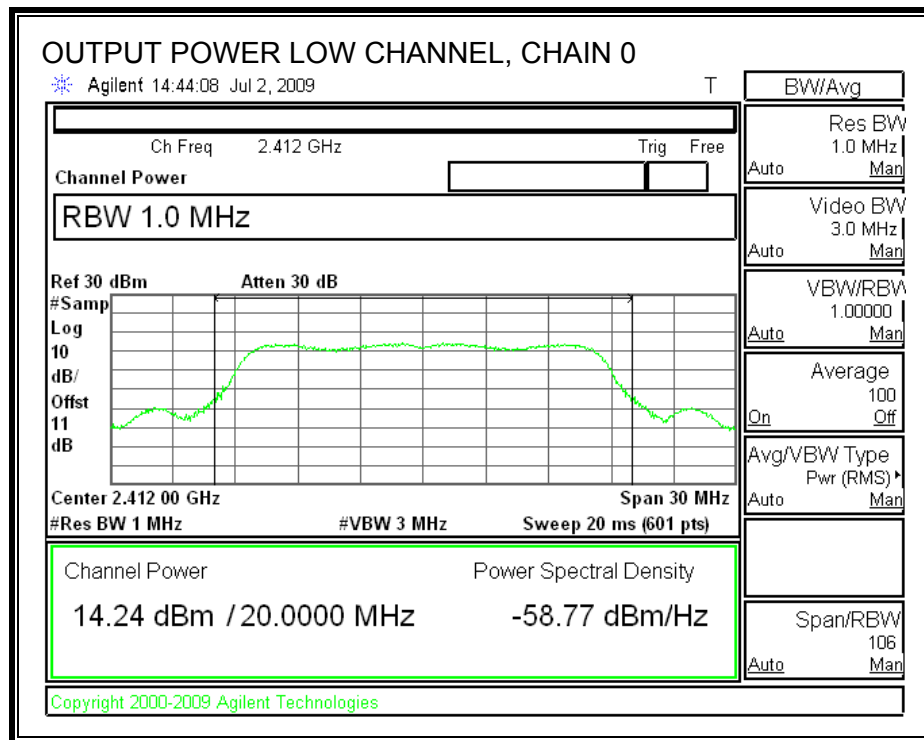 OUTPUT POWER LOW CHANNEL, CHAIN 0
Agilent 14:44:08 Jul 2, 2009 T
BW/Avg
Ch Freq 2.412 GHz Trig Free
Channel Power
RBW 1.0 MHz
Ref 30 dBm Atten 30 dB
#Samp
Log
10
dB/
Offst
11
dB
Center 2.412 00 GHz Span 30 MHz
#Res BW 1 MHz #VBW 3 MHz Sweep 20 ms (601 pts)
Channel Power Power Spectral Density
14.24 dBm / 20.0000 MHz -58.77 dBm/Hz
Res BW
1.0 MHz
Auto Man
Video BW
3.0 MHz
Auto Man
VBW/RBW
1.00000
Auto Man
Average
100
On Off
Avg/VBW Type
Pwr (RMS)
Auto Man
Span/RBW
106
Auto Man
Copyright 2000-2009 Agilent Technologies